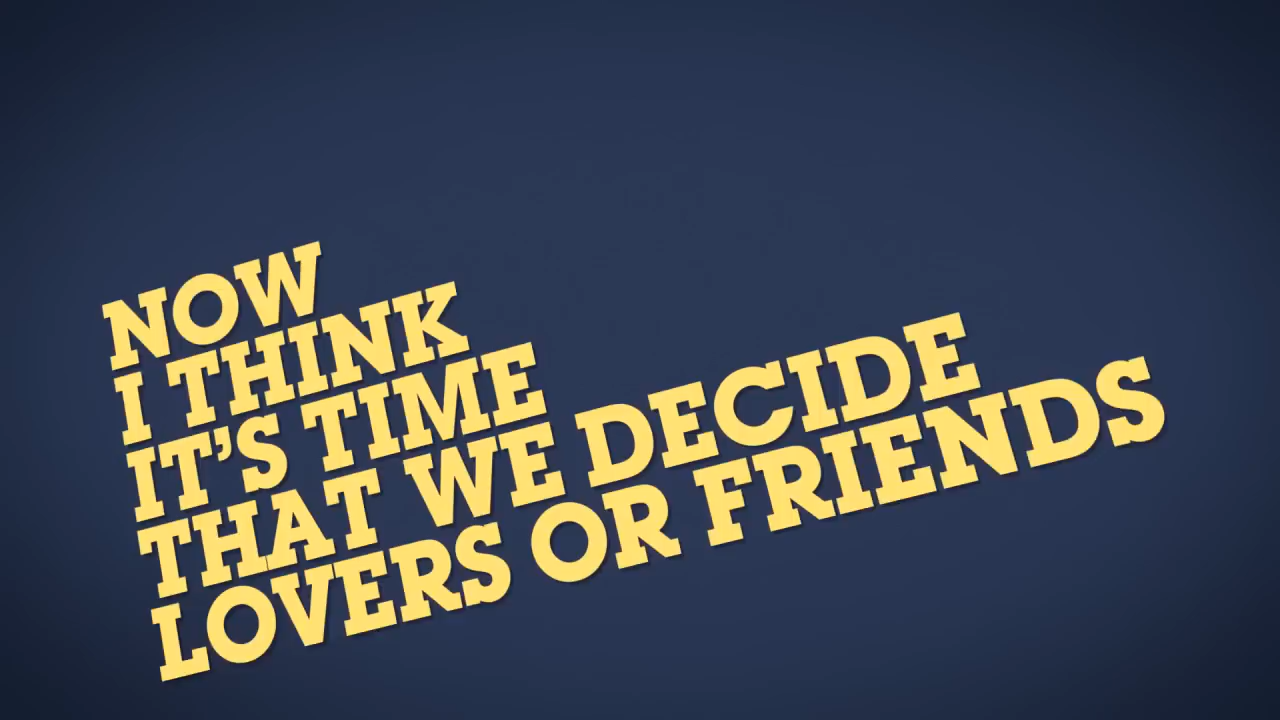 NOW
I THINK
IT'S TIME
THAT WE DECIDE
LOVERS OR FRIENDS